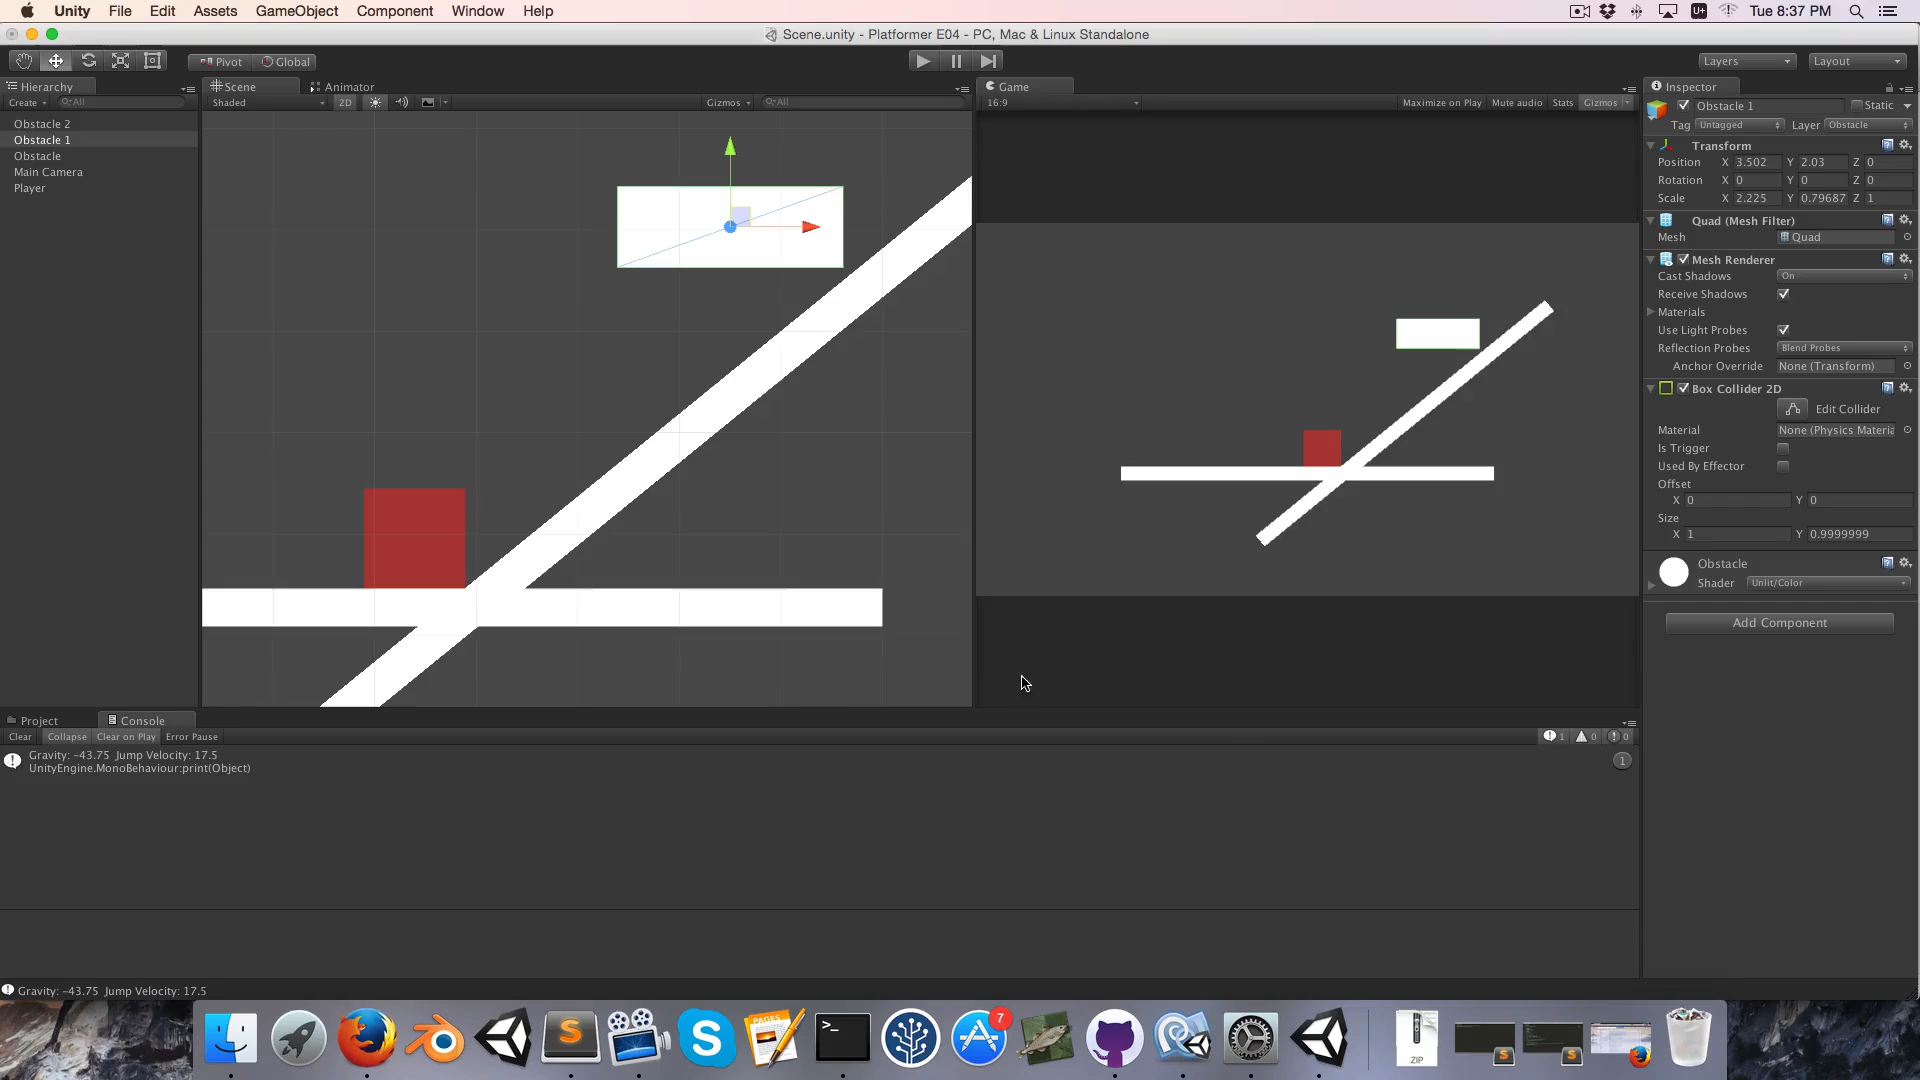 Unity File Edit Assets GameObject Component Window Help
U+ Tue 8:37 PM
Scene.unity - Platformer E04 - PC, Mac & Linux Standalone
Pivot Global
Layers Layout
Hierarchy
Create All
Obstacle 2
Obstacle 1
Obstacle
Main Camera
Player
Scene Animator
Shaded 2D Gizmos All
Game
16:9 Maximize on Play Mute audio Stats Gizmos
Inspector
Obstacle 1 Static
Tag Untagged Layer Obstacle
Transform
Position X 3.502 Y 2.03 Z 0
Rotation X 0 Y 0 Z 0
Scale X 2.225 Y 0.79687 Z 1
Quad (Mesh Filter)
Mesh Quad
Mesh Renderer
Cast Shadows On
Receive Shadows
Materials
Use Light Probes
Reflection Probes Blend Probes
Anchor Override None (Transform)
Box Collider 2D
Edit Collider
Material None (Physics Materia
Is Trigger
Used By Effector
Offset
X 0 Y 0
Size
X 1 Y 0.9999999
Obstacle
Shader Unlit/Color
Add Component
Project Console
Clear Collapse Clear on Play Error Pause 1 0 0
Gravity: -43.75 Jump Velocity: 17.5
UnityEngine.MonoBehaviour:print(Object)
1
Gravity: -43.75 Jump Velocity: 17.5
PAGES
7
ZIP